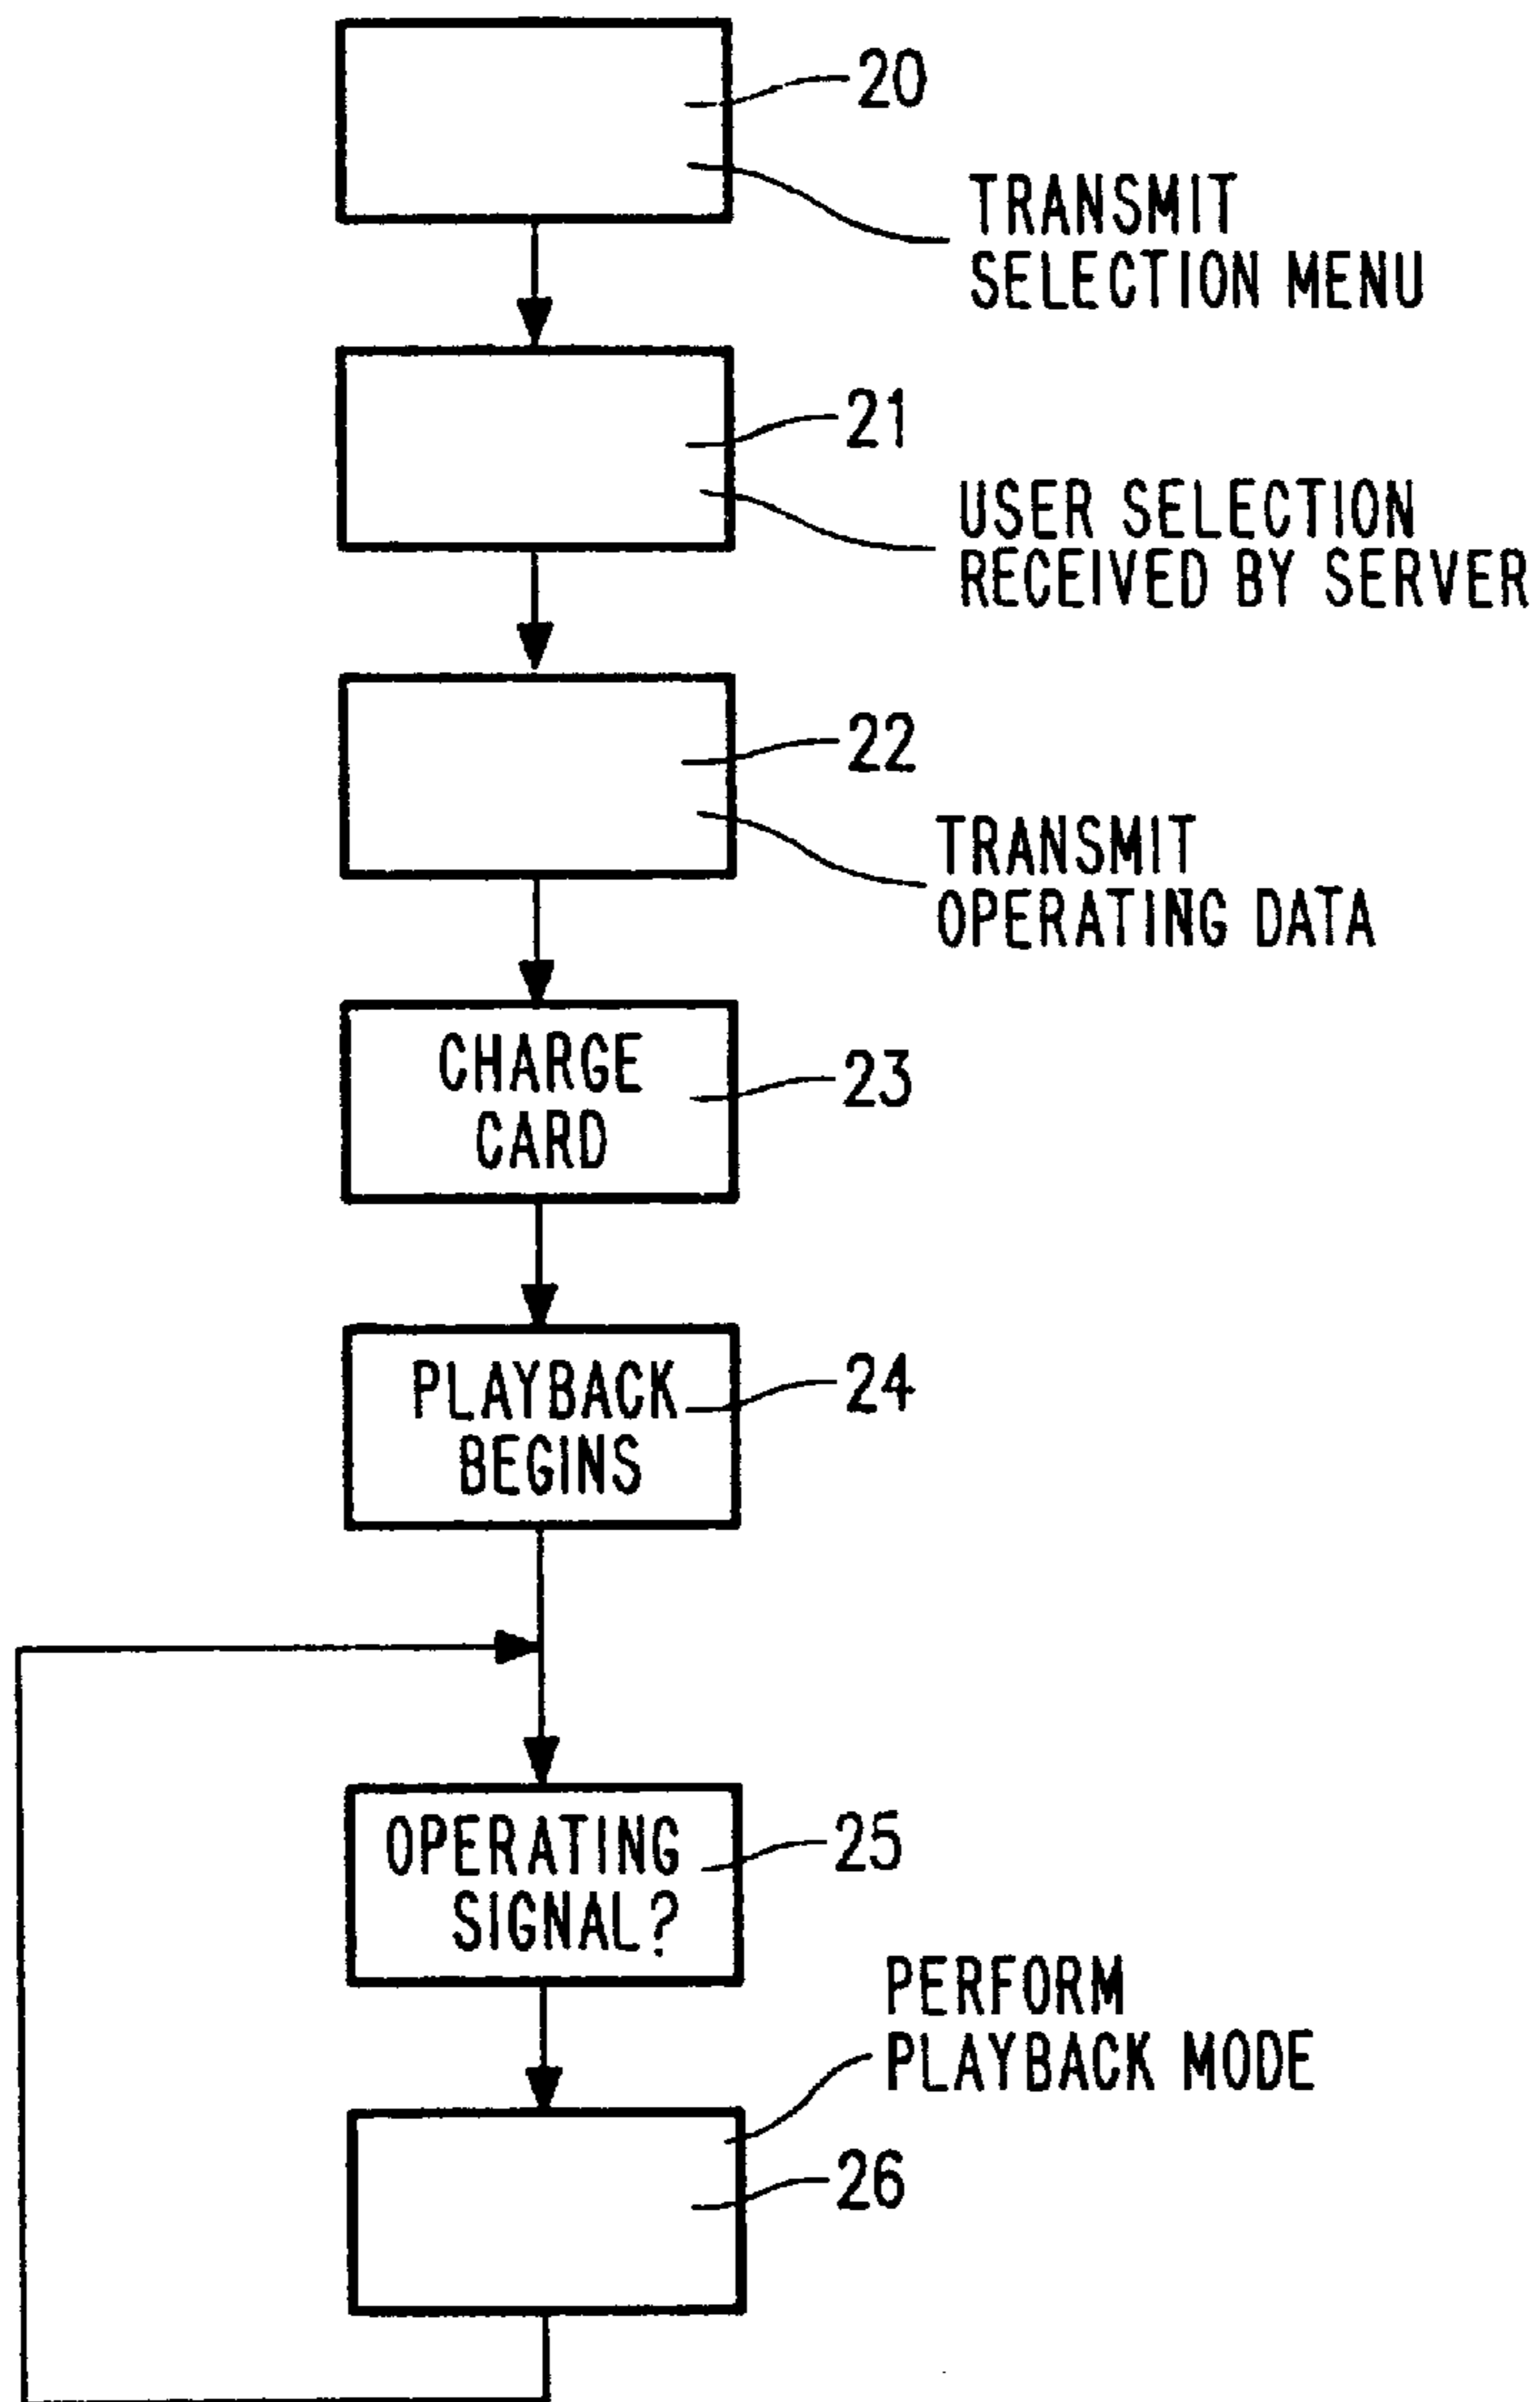 20
TRANSMIT
SELECTION MENU
21
USER SELECTION
RECEIVED BY SERVER
22
TRANSMIT
OPERATING DATA
CHARGE
CARD
23
PLAYBACK
BEGINS
24
OPERATING
SIGNAL?
25
PERFORM
PLAYBACK MODE
26